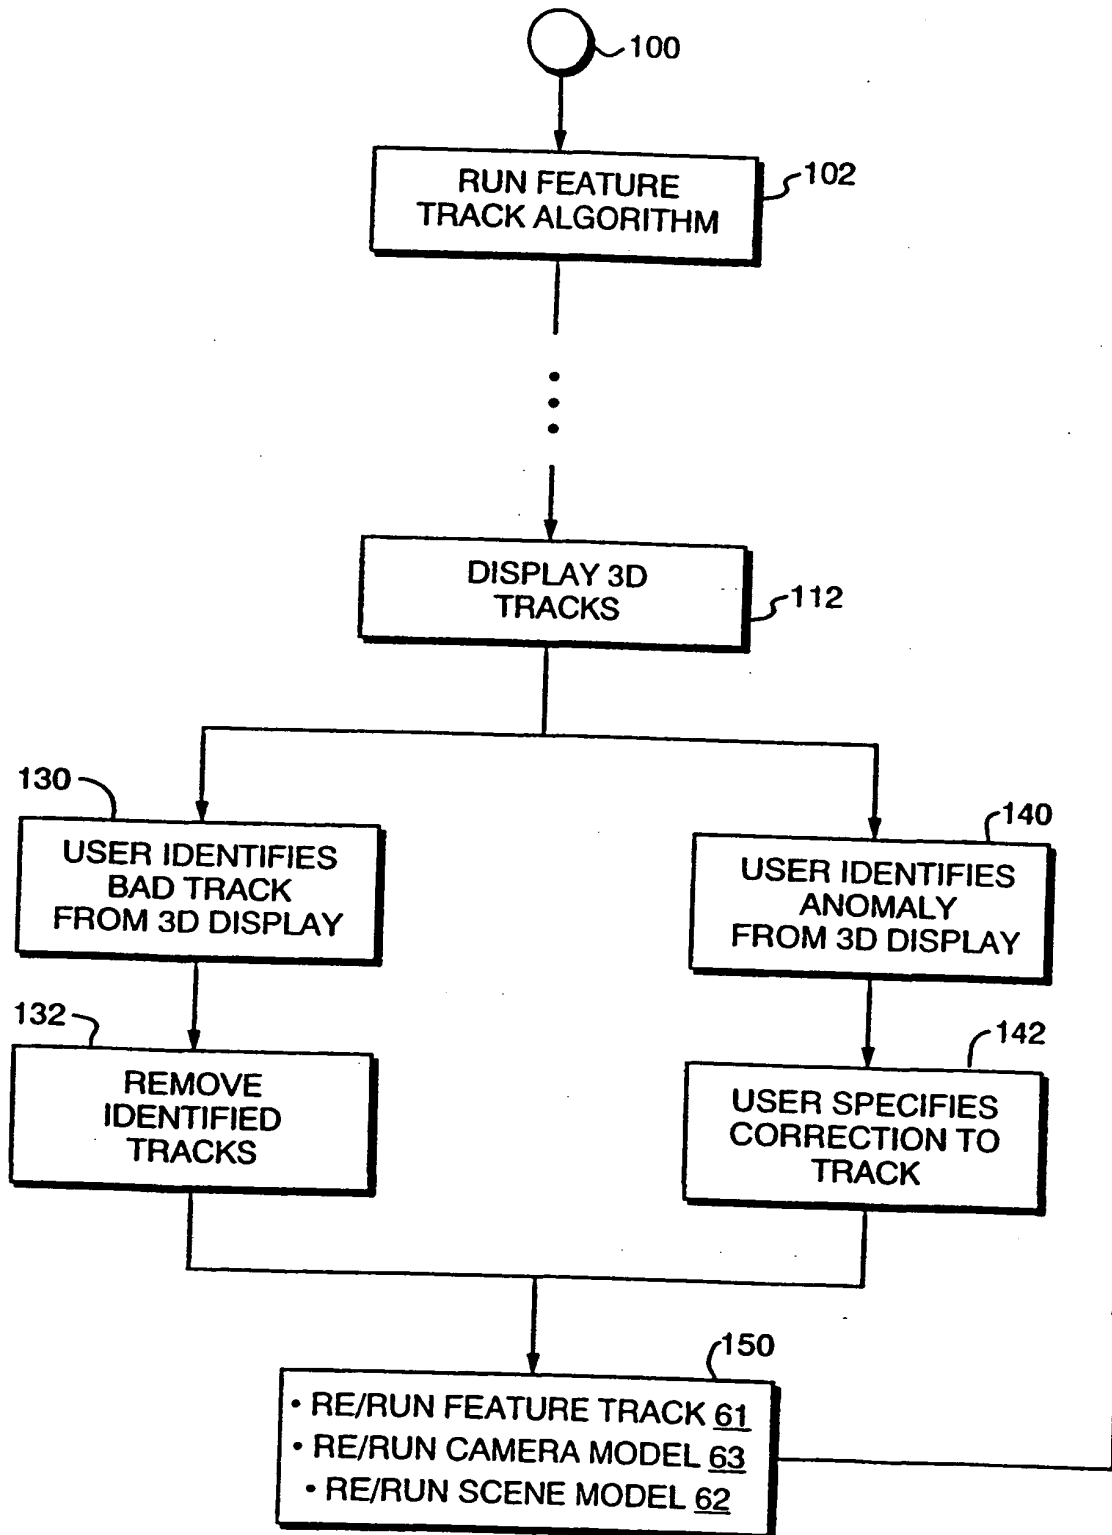 100
RUN FEATURE
TRACK ALGORITHM
102
DISPLAY 3D
TRACKS
112
130
USER IDENTIFIES
BAD TRACK
FROM 3D DISPLAY
140
USER IDENTIFIES
ANOMALY
FROM 3D DISPLAY
132
REMOVE
IDENTIFIED
TRACKS
142
USER SPECIFIES
CORRECTION TO
TRACK
150
• RE/RUN FEATURE TRACK 61
• RE/RUN CAMERA MODEL 63
• RE/RUN SCENE MODEL 62